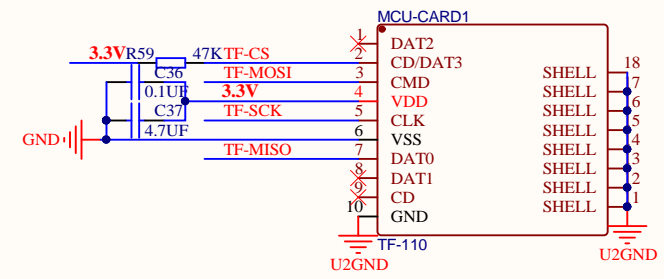 MCU-CARD1
3.3V R59 47K TF-CS
1 DAT2
2 CD/DAT3
C36 TF-MOSI 3 CMD
0.1UF 3.3V 4 VDD
C37 TF-SCK 5 CLK
4.7UF 6 VSS
GND
TF-MISO 7 DAT0
8 DAT1
9 CD
10 GND
SHELL 18
SHELL 7
SHELL 6
SHELL 5
SHELL 4
SHELL 3
SHELL 2
SHELL 1
TF-110
U2GND
U2GND